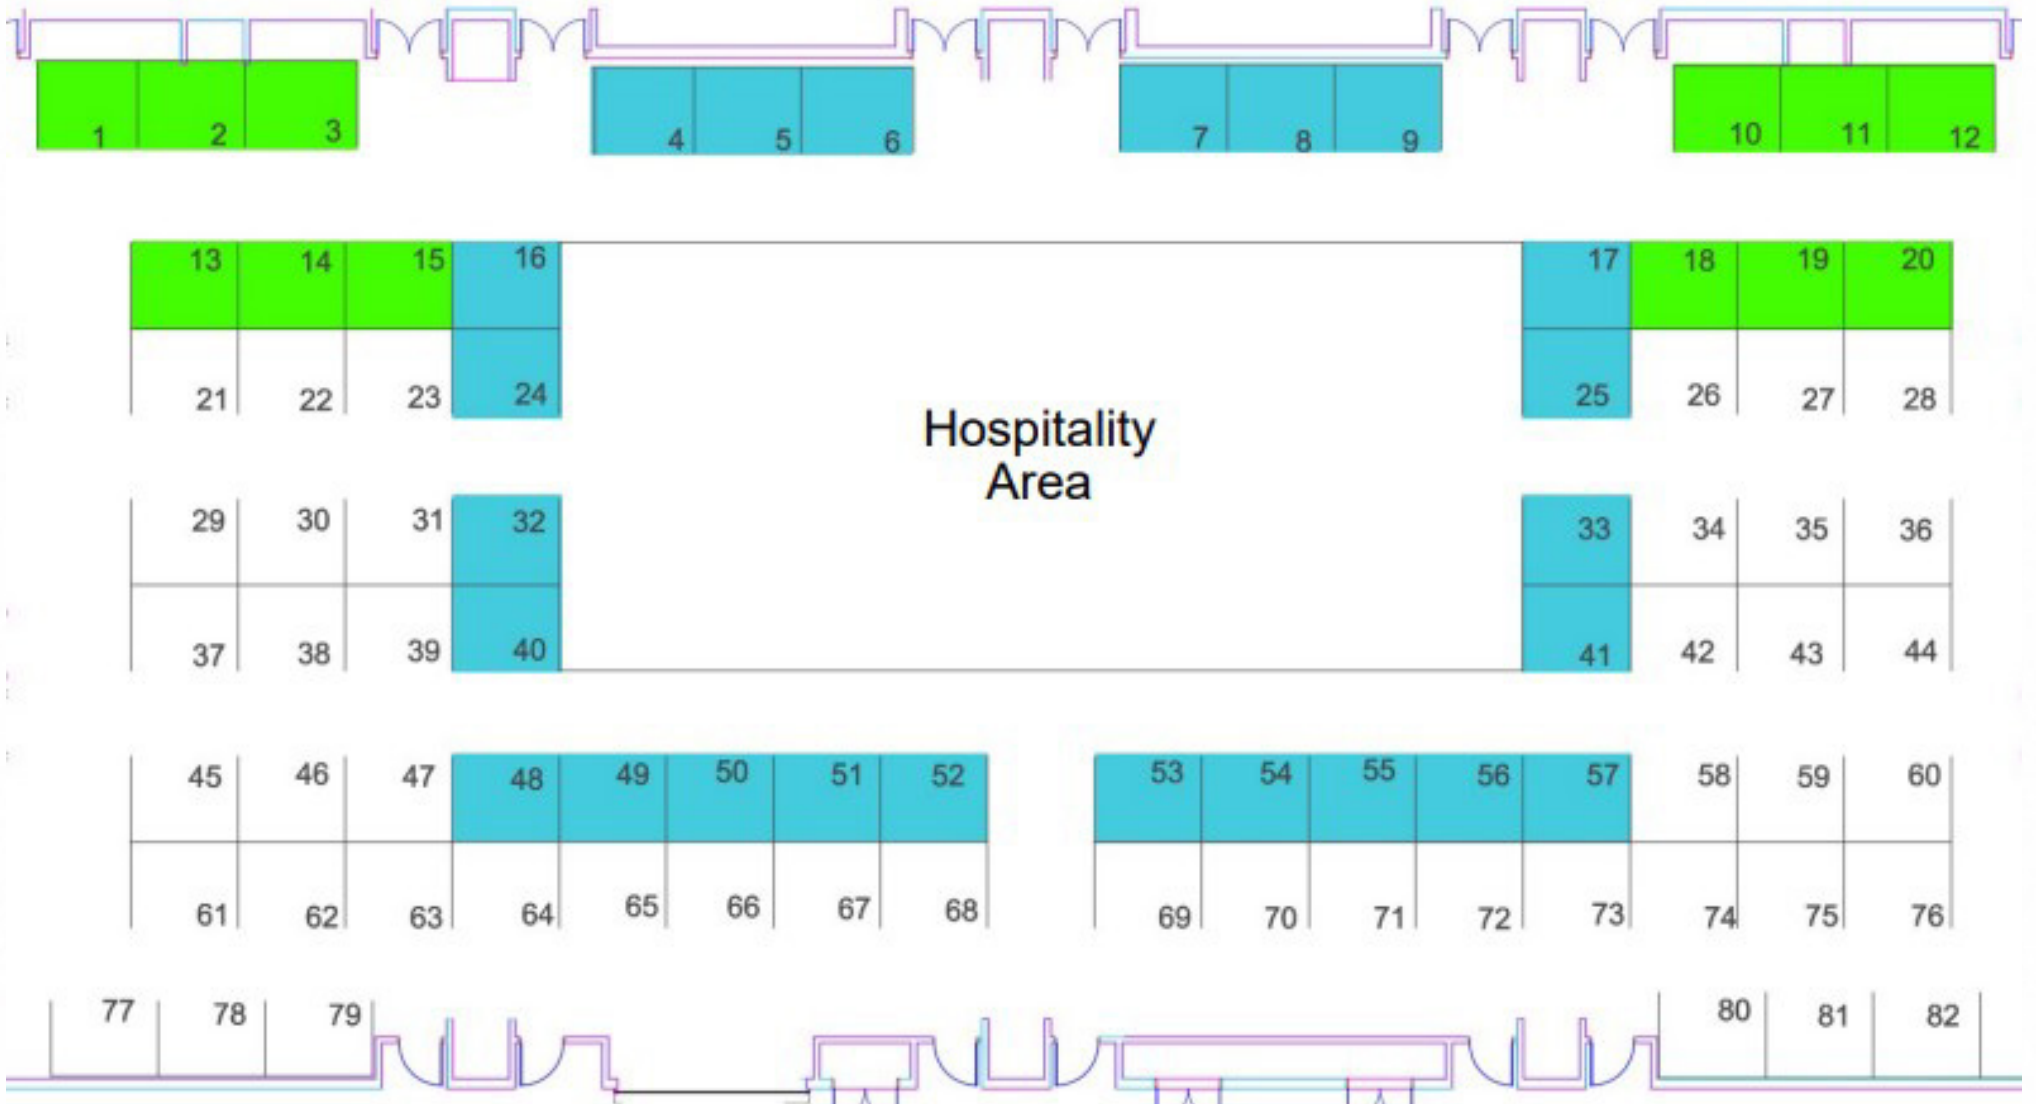 1 2 3 4 5 6 7 8 9 10 11 12
13 14 15 16 17 18 19 20
21 22 23 24 25 26 27 28
Hospitality
Area
29 30 31 32 33 34 35 36
37 38 39 40 41 42 43 44
45 46 47 48 49 50 51 52 53 54 55 56 57 58 59 60
61 62 63 64 65 66 67 68 69 70 71 72 73 74 75 76
77 78 79 80 81 82